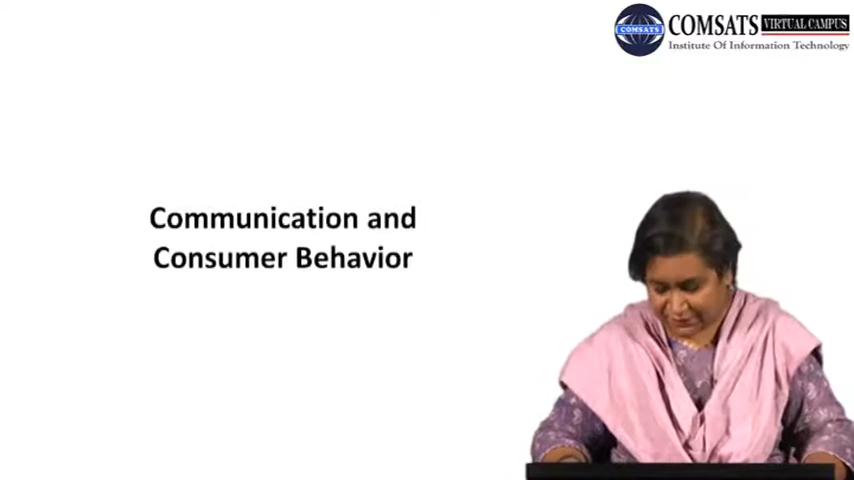 COMSATS VIRTUAL CAMPUS
COMSATS
Institute Of Information Technology
Communication and
Consumer Behavior